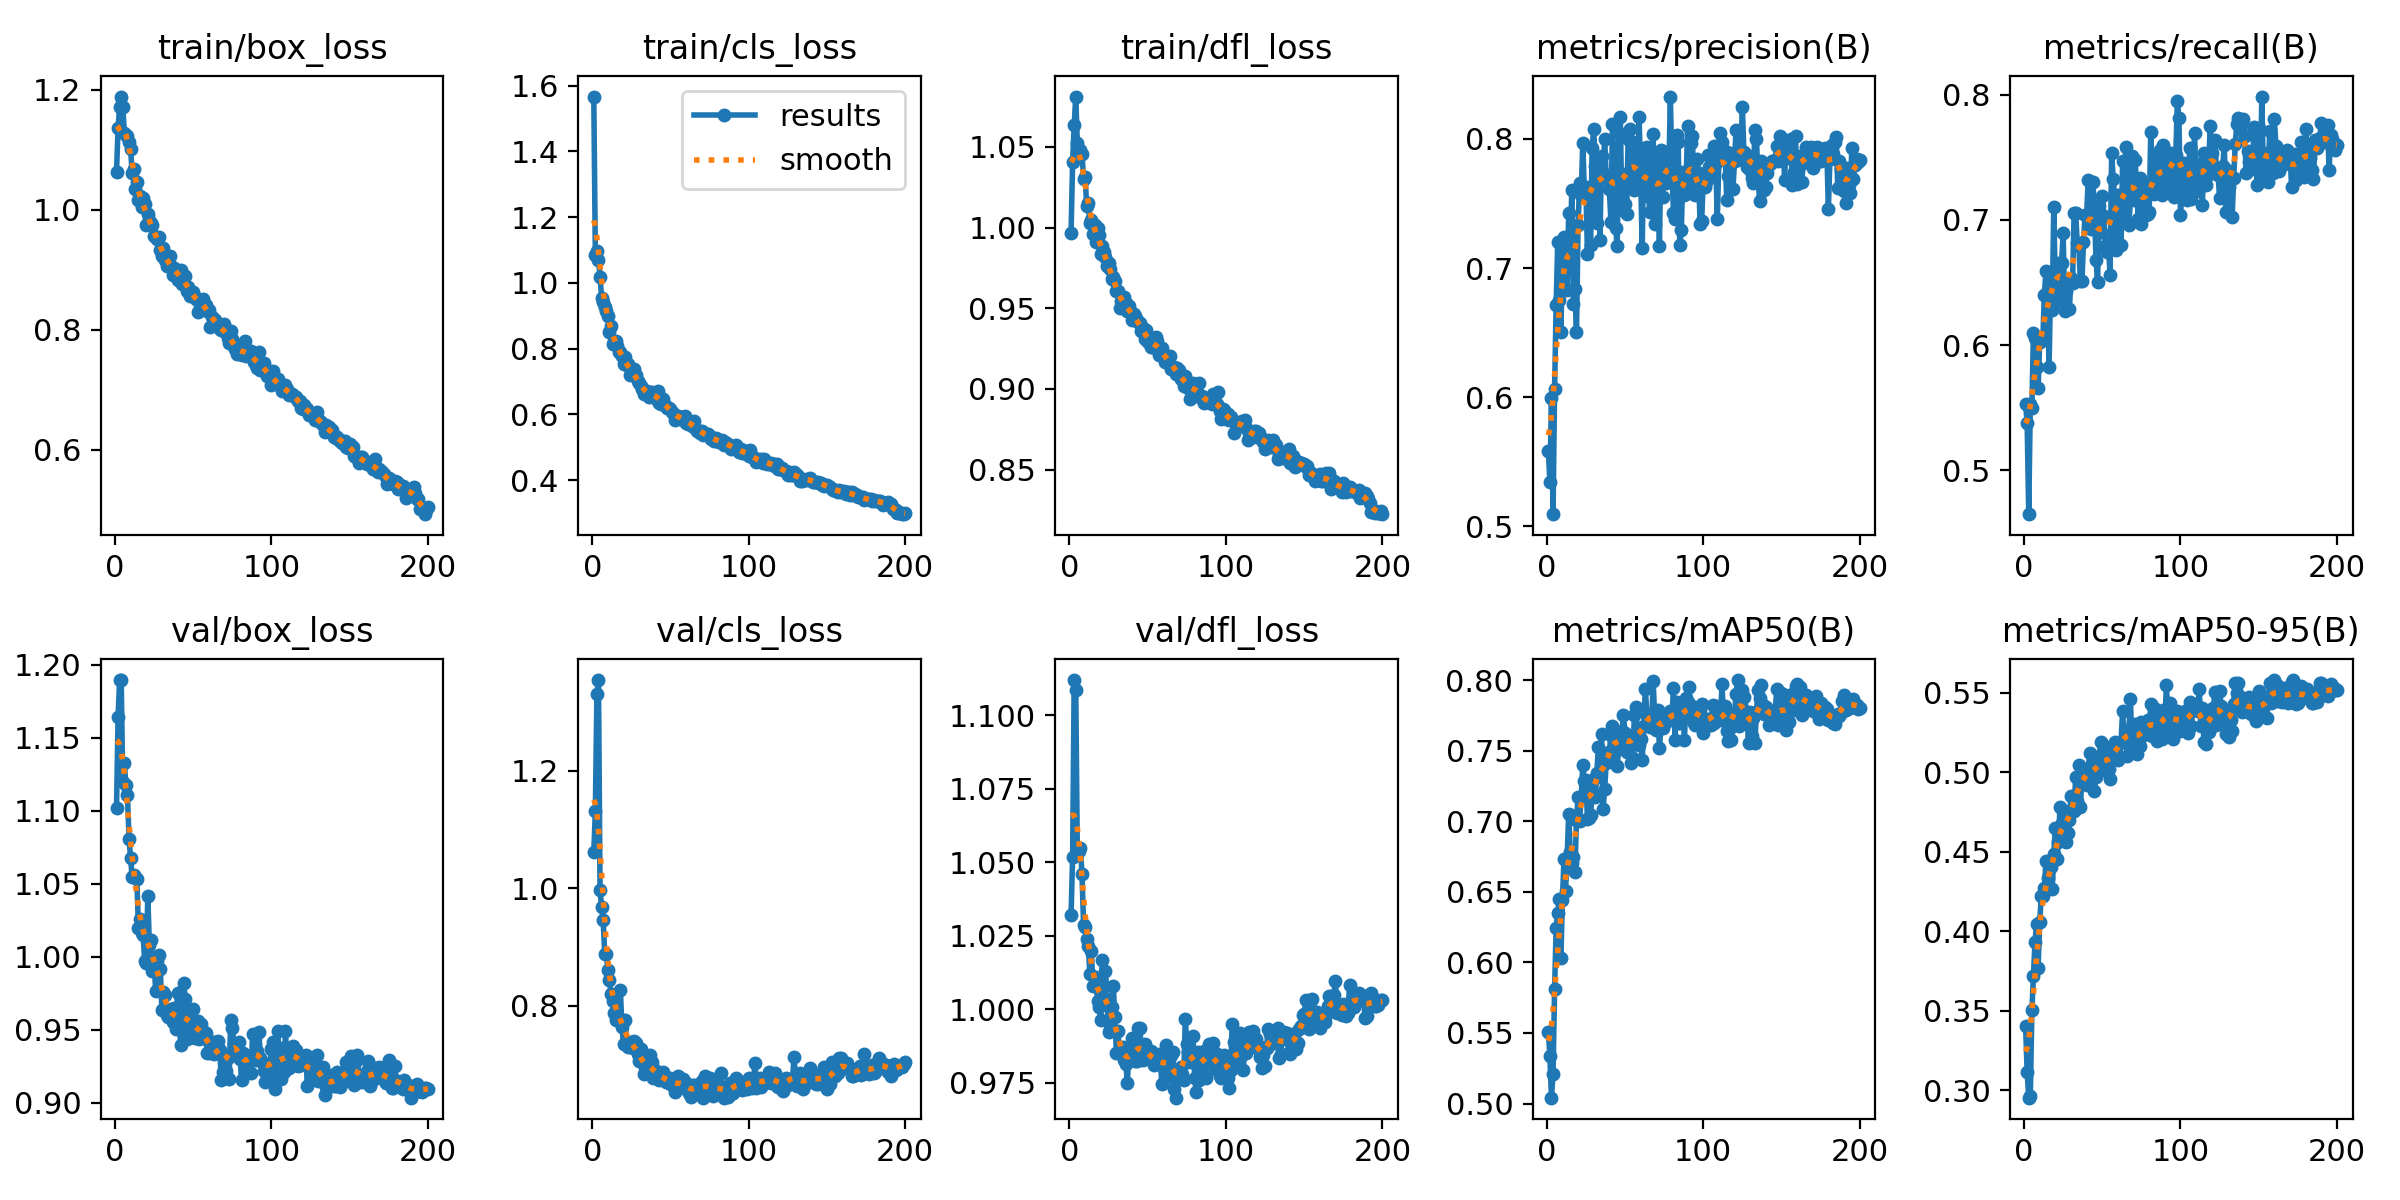 train/box_loss
1.2
1.0
0.8
0.6
0 100 200
train/cls_loss
1.6
1.4
1.2
1.0
0.8
0.6
0.4
results
smooth
0 100 200
train/dfl_loss
1.05
1.00
0.95
0.90
0.85
0 100 200
metrics/precision(B)
0.8
0.7
0.6
0.5
0 100 200
metrics/recall(B)
0.8
0.7
0.6
0.5
0 100 200
val/box_loss
1.20
1.15
1.10
1.05
1.00
0.95
0.90
0 100 200
val/cls_loss
1.2
1.0
0.8
0 100 200
val/dfl_loss
1.100
1.075
1.050
1.025
1.000
0.975
0 100 200
metrics/mAP50(B)
0.80
0.75
0.70
0.65
0.60
0.55
0.50
0 100 200
metrics/mAP50-95(B)
0.55
0.50
0.45
0.40
0.35
0.30
0 100 200